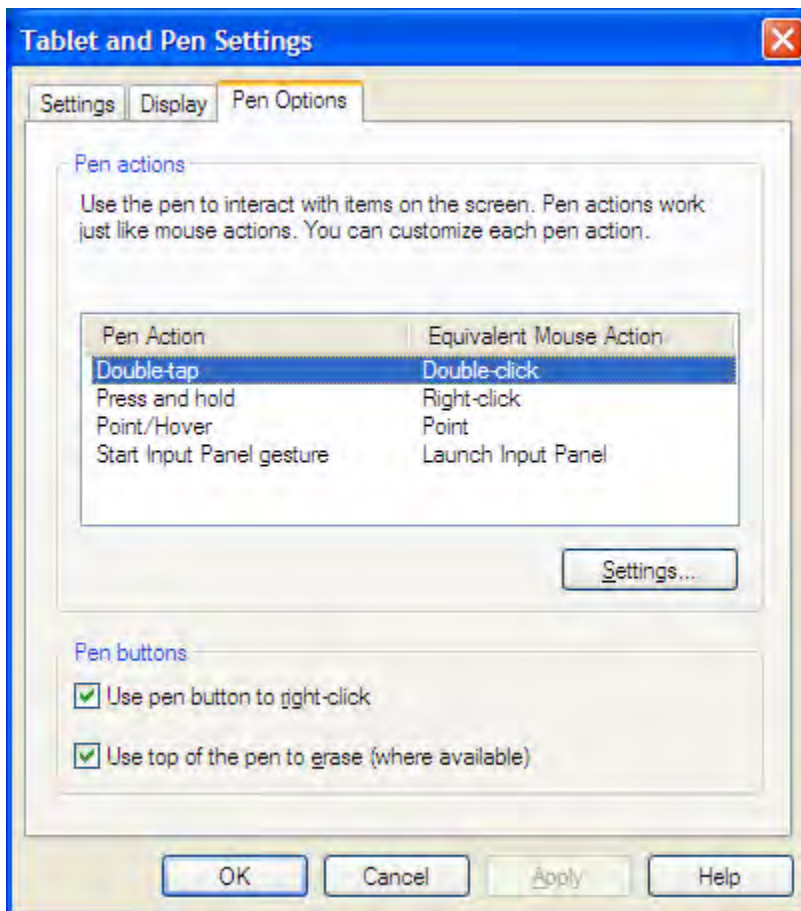 Tablet and Pen Settings
Settings Display Pen Options
Pen actions
Use the pen to interact with items on the screen. Pen actions work
just like mouse actions. You can customize each pen action.
Pen Action Equivalent Mouse Action
Double-tap Double-click
Press and hold Right-click
Point/Hover Point
Start Input Panel gesture Launch Input Panel
Settings...
Pen buttons
Use pen button to right-click
Use top of the pen to erase (where available)
OK Cancel Apply Help